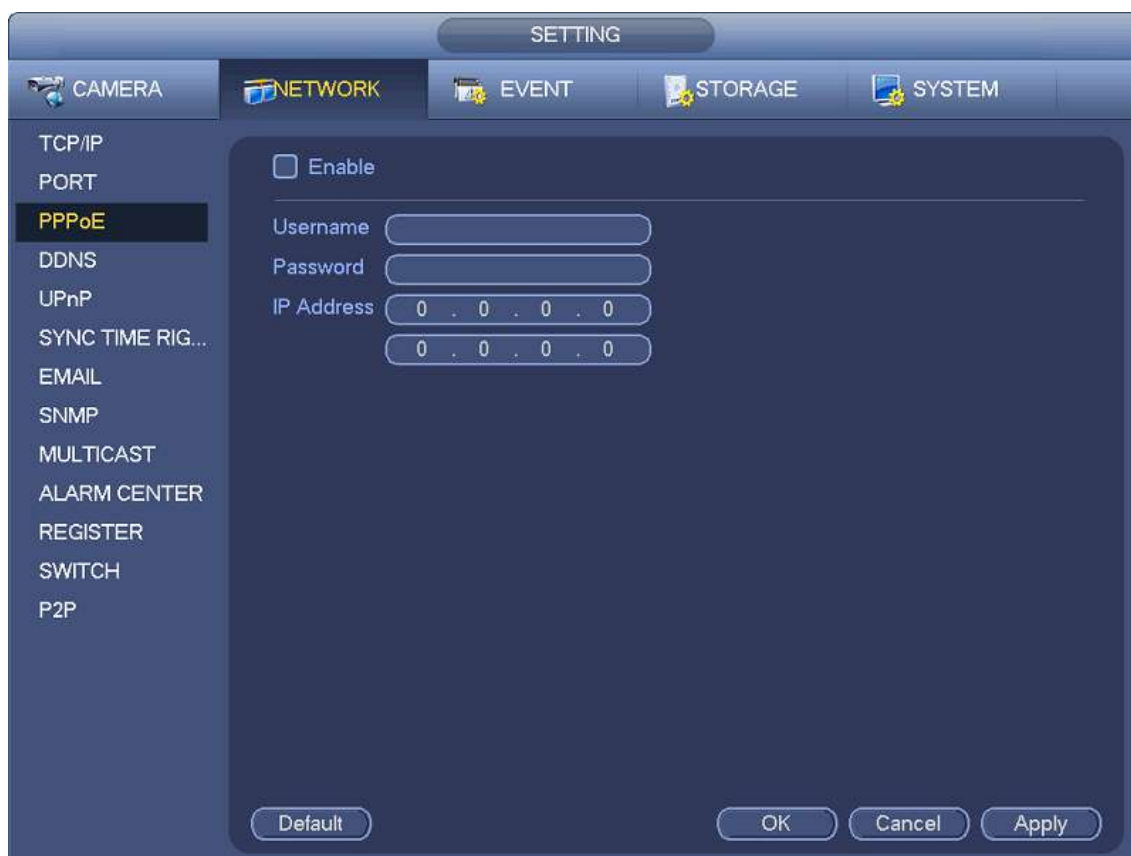 SETTING
CAMERA NETWORK EVENT STORAGE SYSTEM
TCP/IP
PORT
PPPoE
DDNS
UPnP
SYNC TIME RIG...
EMAIL
SNMP
MULTICAST
ALARM CENTER
REGISTER
SWITCH
P2P
Enable
Username
Password
IP Address 0 . 0 . 0 . 0
0 . 0 . 0 . 0
Default OK Cancel Apply